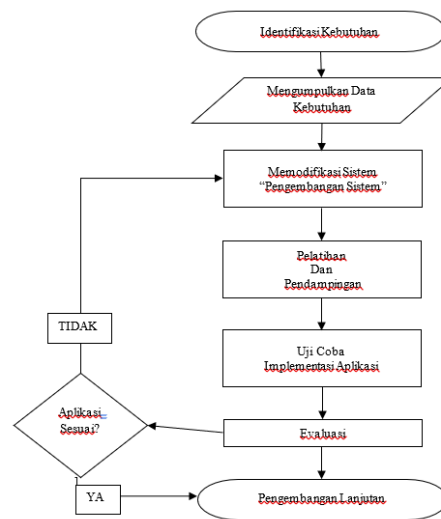 Identifikasi Kebutuhan
Mengumpulkan Data
Kebutuhan
Memodifikasi Sistem
“Pengembangan Sistem”
Pelatihan
Dan
Pendampingan
TIDAK
Uji Coba
Implementasi Aplikasi
Aplikasi
Sesuai?
Evaluasi
YA
Pengembangan Lanjutan